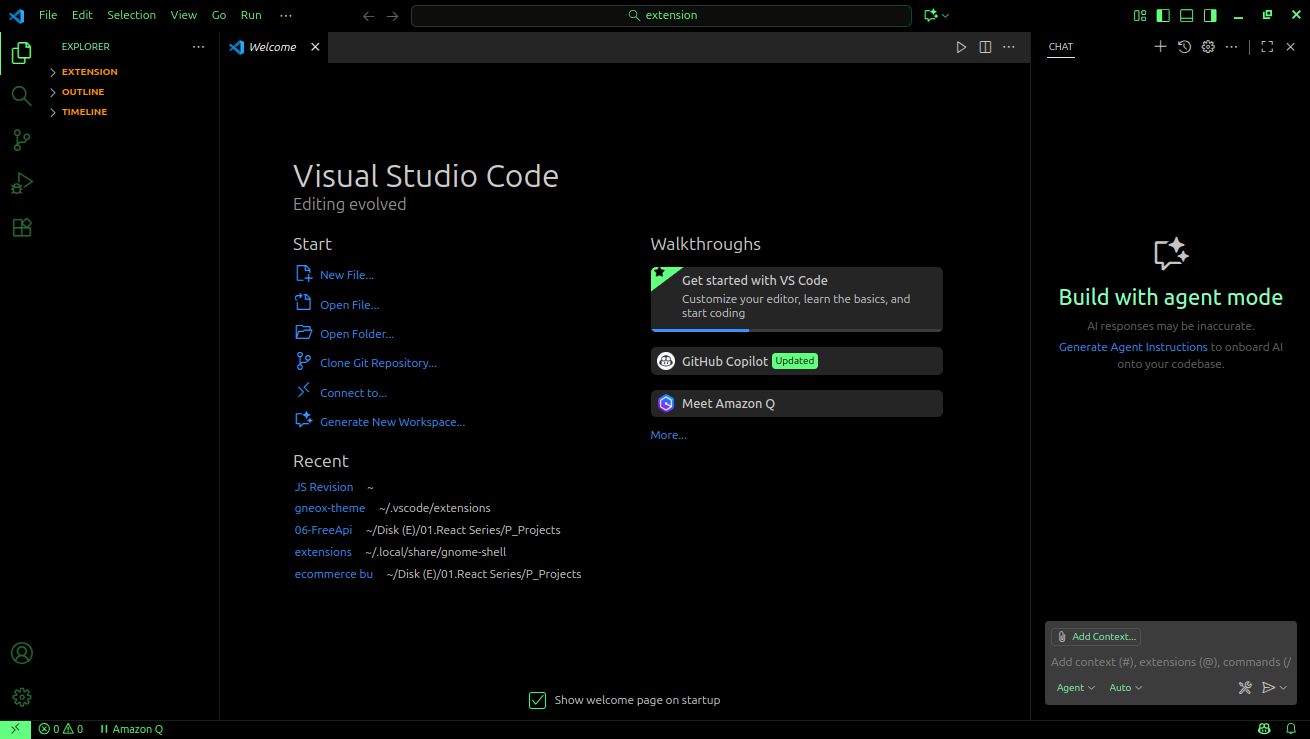 File Edit Selection View Go Run ···
extension
EXPLORER ···
EXTENSION
OUTLINE
TIMELINE
Welcome
Visual Studio Code
Editing evolved
Start
New File...
Open File...
Open Folder...
Clone Git Repository...
Connect to...
Generate New Workspace...
Recent
JS Revision ~
gneox-theme ~/.vscode/extensions
06-FreeApi ~/Disk (E)/01.React Series/P_Projects
extensions ~/.local/share/gnome-shell
ecommerce bu ~/Disk (E)/01.React Series/P_Projects
Walkthroughs
Get started with VS Code
Customize your editor, learn the basics, and
start coding
GitHub Copilot Updated
Meet Amazon Q
More...
Show welcome page on startup
CHAT
Build with agent mode
AI responses may be inaccurate.
Generate Agent Instructions to onboard AI
onto your codebase.
Add Context...
Add context (#), extensions (@), commands (/
Agent Auto
0 0 Amazon Q